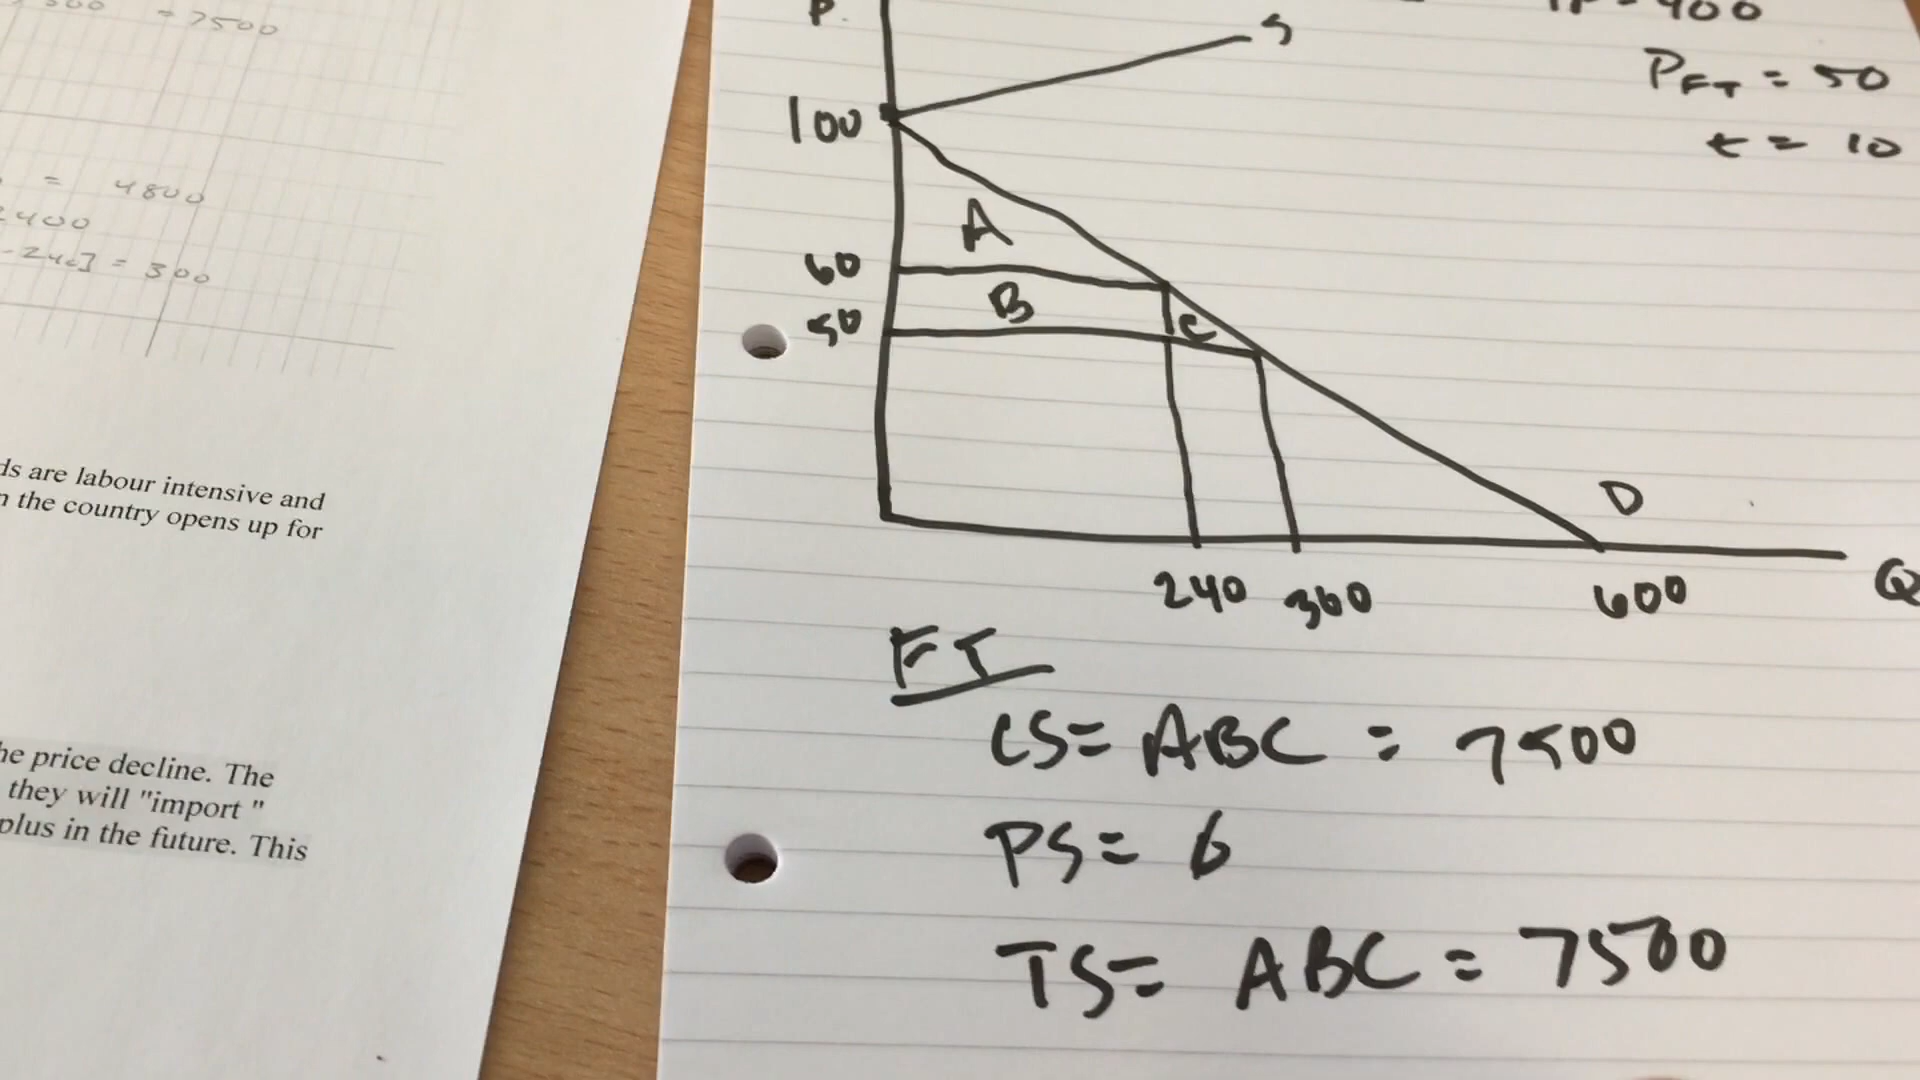 = 7500
= 4800
2400
-240] = 300
ds are labour intensive and
n the country opens up for
he price decline. The
they will "import "
plus in the future. This
P.
S
= 400
PFT = 50
t = 10
100
A
60
B
50
C
D
240 360 600
Q
FT
CS= ABC = 7500
PS= 6
TS= ABC = 7500